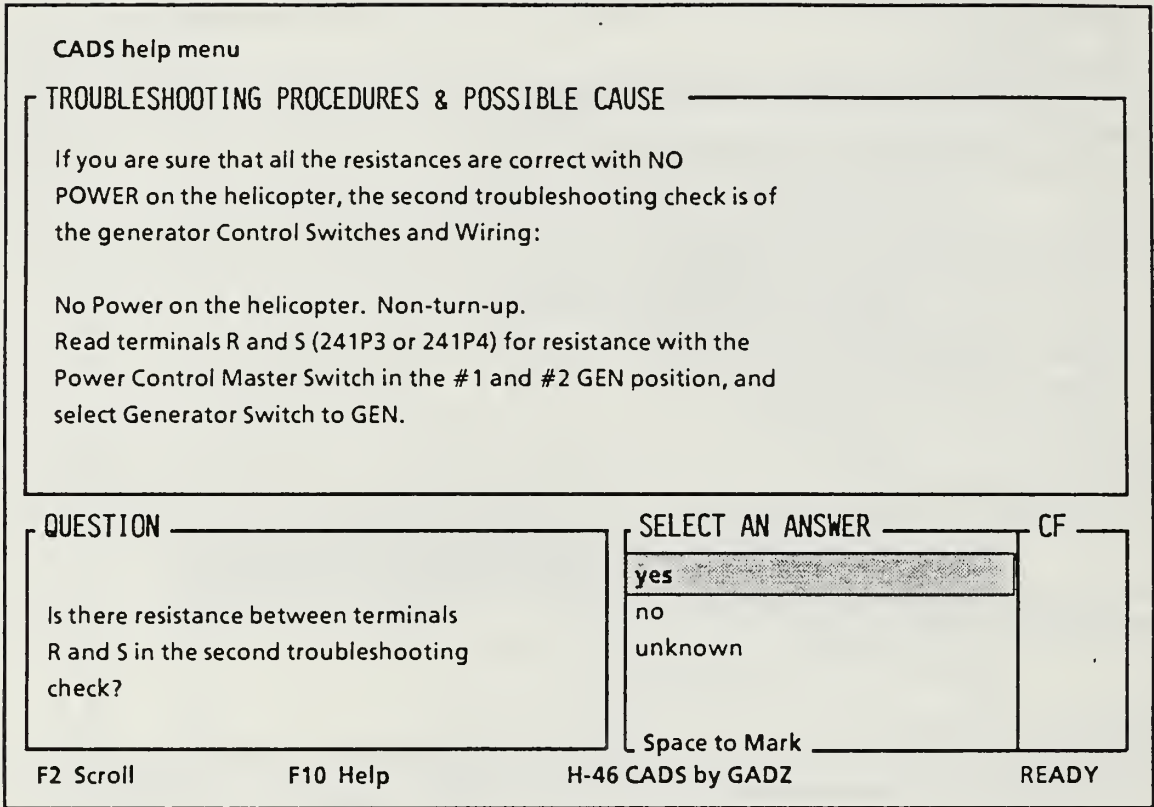 CADS help menu
TROUBLESHOOTING PROCEDURES & POSSIBLE CAUSE
If you are sure that all the resistances are correct with NO
POWER on the helicopter, the second troubleshooting check is of
the generator Control Switches and Wiring:
No Power on the helicopter. Non-turn-up.
Read terminals R and S (241P3 or 241P4) for resistance with the
Power Control Master Switch in the #1 and #2 GEN position, and
select Generator Switch to GEN.
QUESTION
Is there resistance between terminals
R and S in the second troubleshooting
check?
SELECT AN ANSWER
CF
yes
no
unknown
Space to Mark
F2 Scroll F10 Help H-46 CADS by GADZ READY